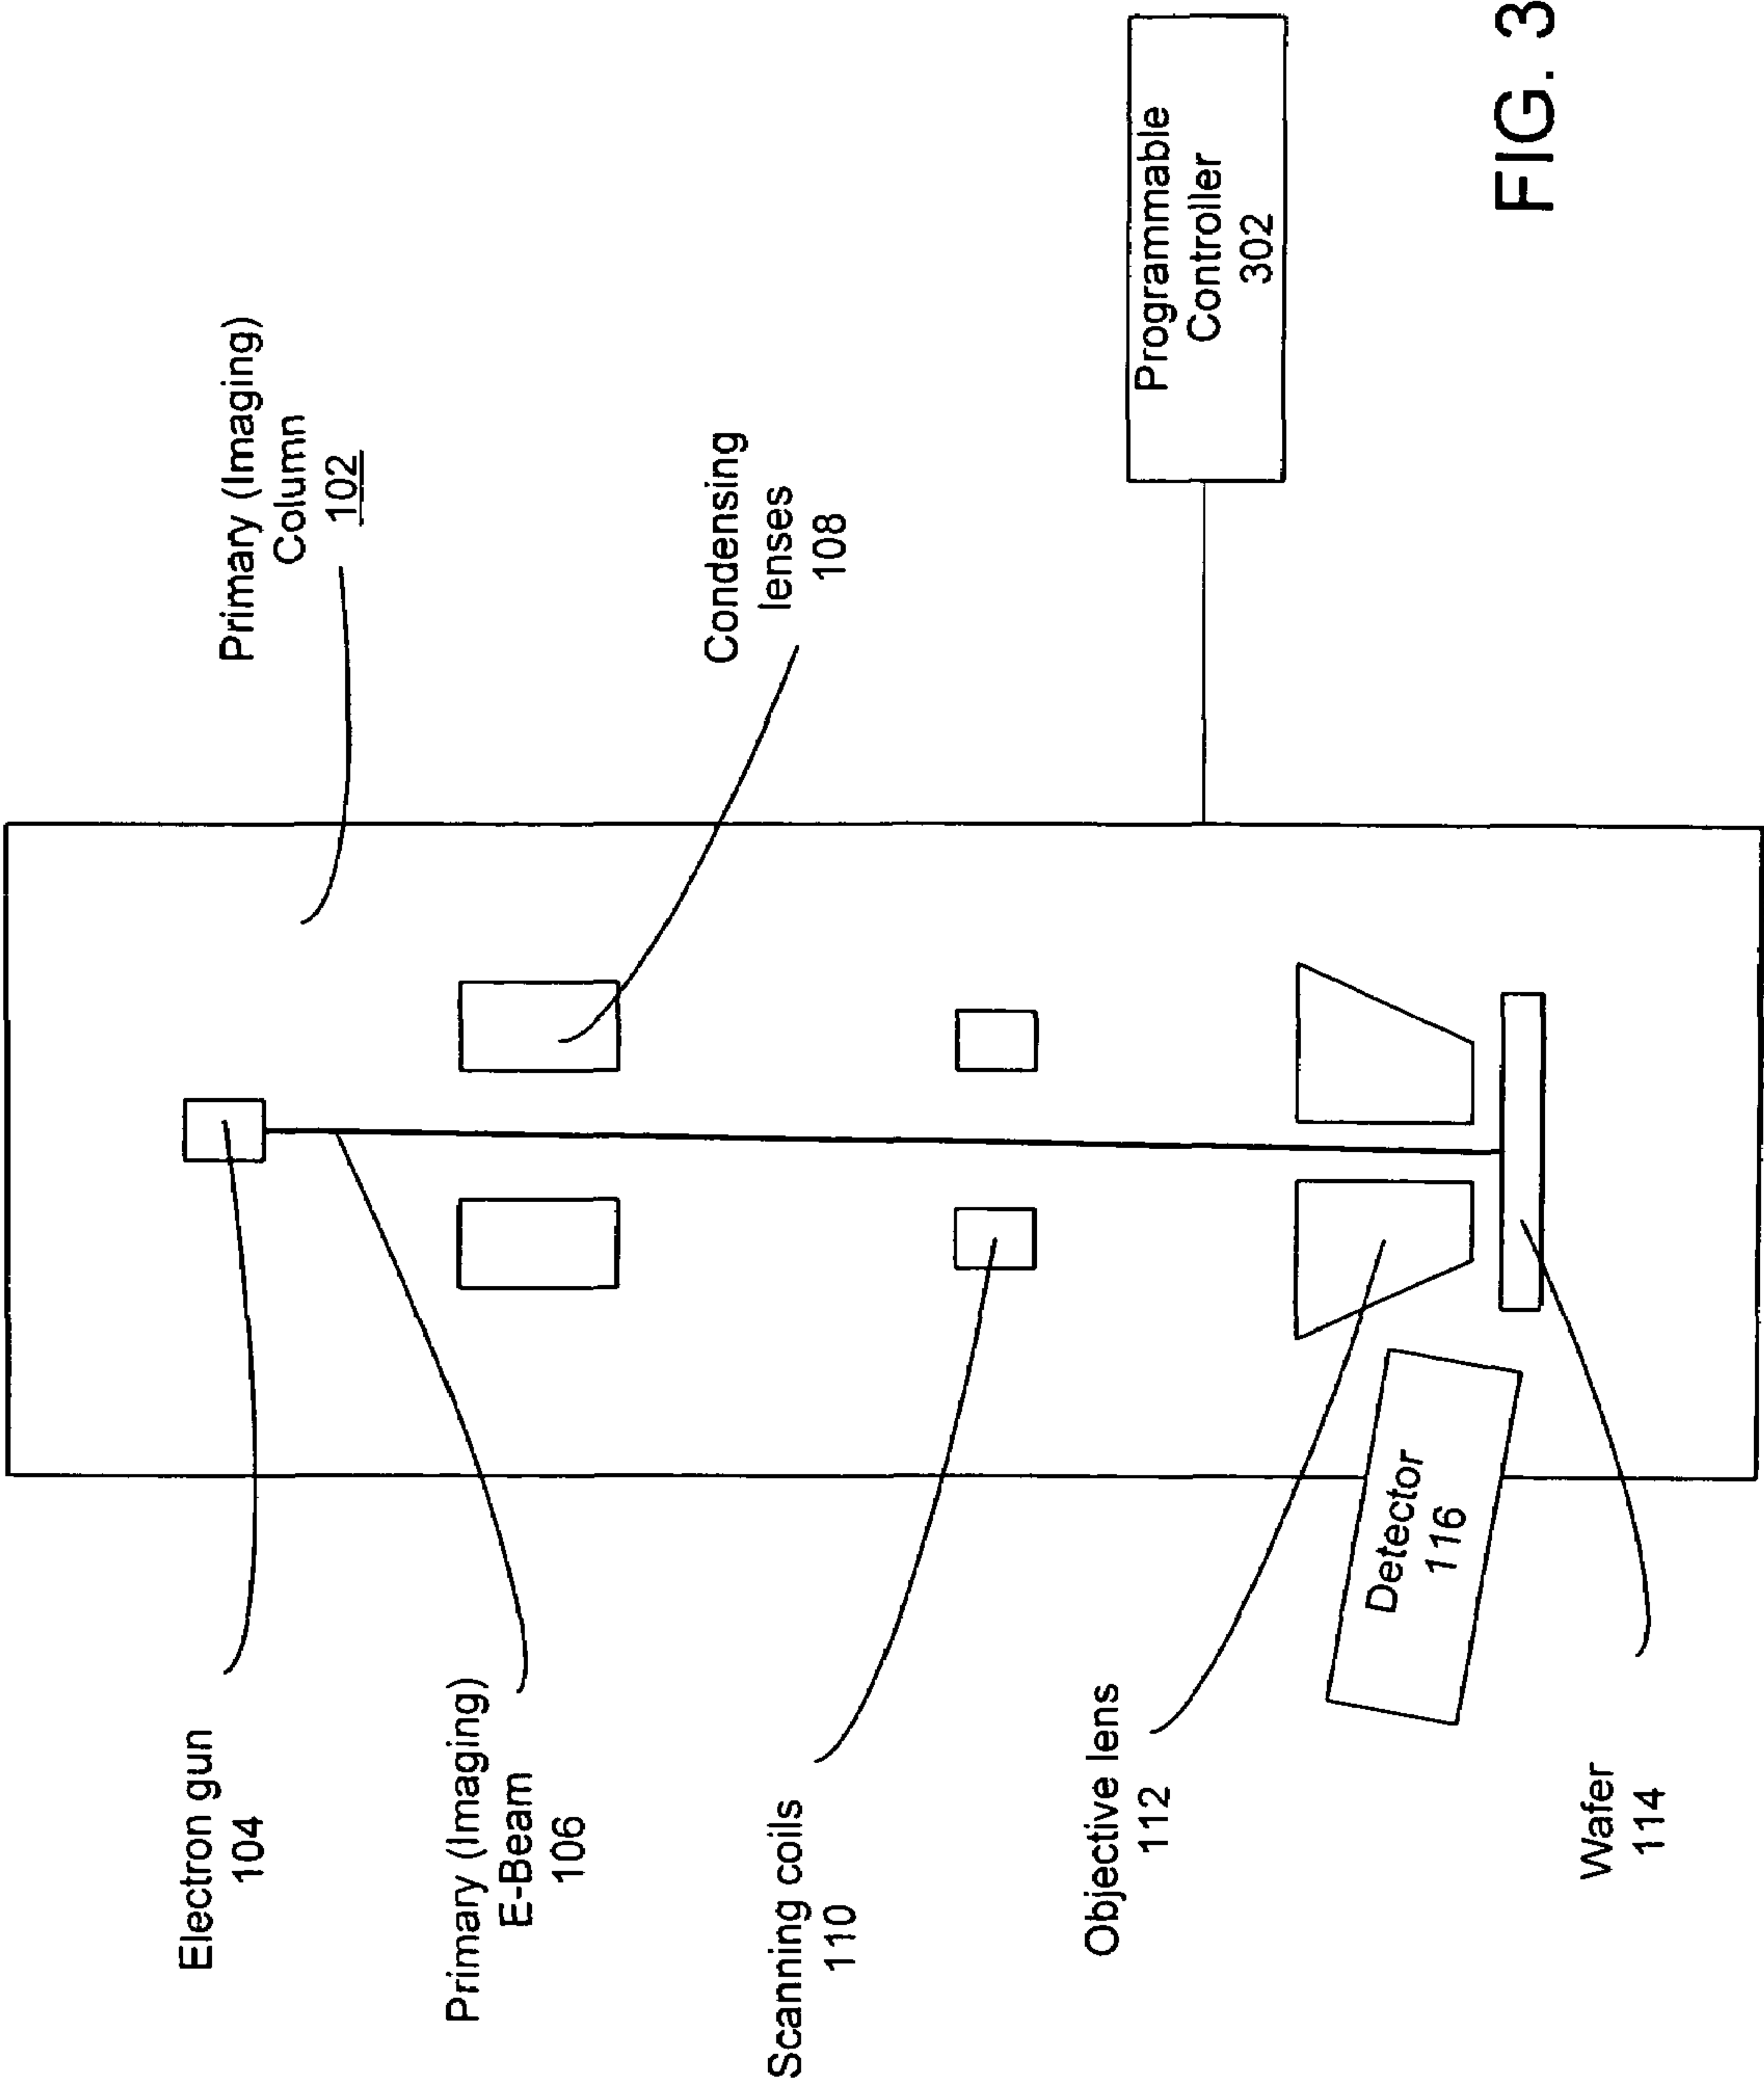 Primary (Imaging)
Column
102
Electron gun
104
Primary (Imaging)
E-Beam
106
Condensing
lenses
108
Scanning coils
110
Objective lens
112
Detector
116
Wafer
114
Programmable
Controller
302
FIG. 3